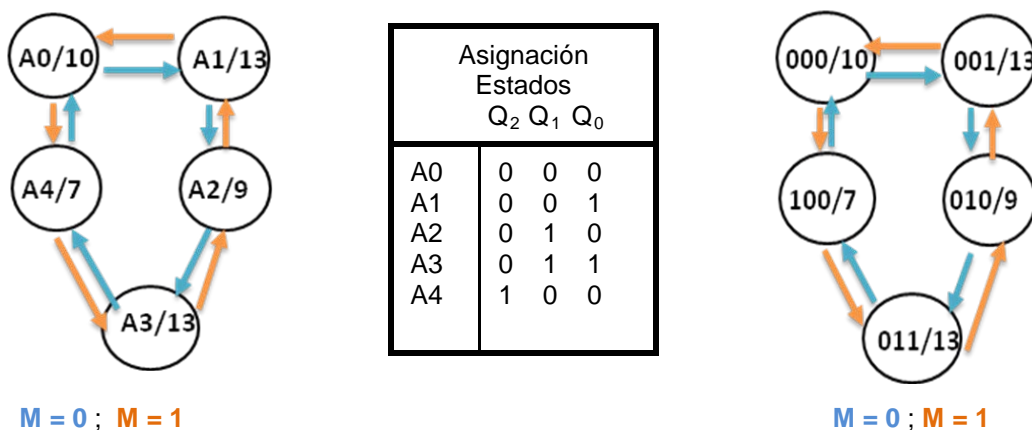 A0/10
A1/13
A4/7
A2/9
A3/13
M = 0 ; M = 1
Asignación
Estados
Q2 Q1 Q0
A0 0 0 0
A1 0 0 1
A2 0 1 0
A3 0 1 1
A4 1 0 0
000/10
001/13
100/7
010/9
011/13
M = 0 ; M = 1